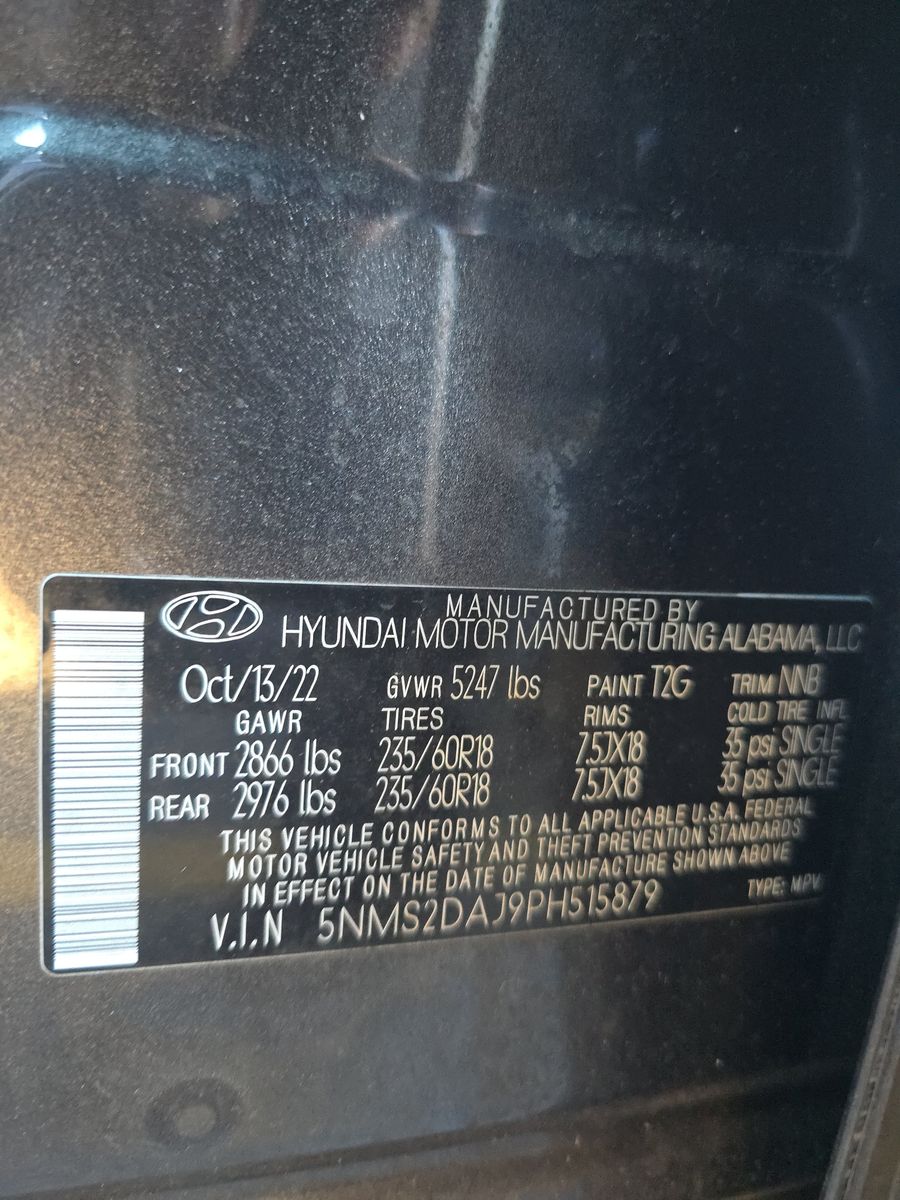 MANUFACTURED BY
HYUNDAI MOTOR MANUFACTURING ALABAMA, LLC
Oct/13/22 GVWR 5247 lbs PAINT T2G TRIM NNB
GAWR TIRES RIMS COLD TIRE INFL
FRONT 2866 lbs 235/60R18 7.5JX18 35 psi SINGLE
REAR 2976 lbs 235/60R18 7.5JX18 35 psi SINGLE
THIS VEHICLE CONFORMS TO ALL APPLICABLE U.S.A. FEDERAL
MOTOR VEHICLE SAFETY AND THEFT PREVENTION STANDARDS
IN EFFECT ON THE DATE OF MANUFACTURE SHOWN ABOVE
V.I.N 5NMS2DAJ9PH515879 TYPE: MPV